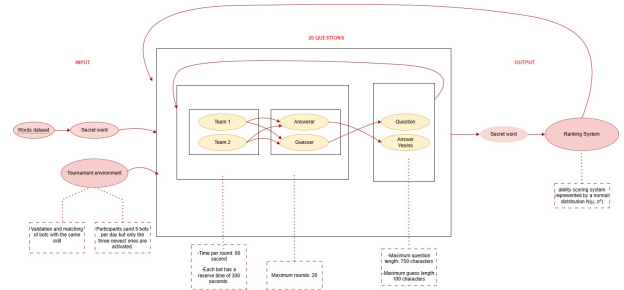 20 QUESTIONS
INPUT
OUTPUT
Team 1
Team 2
Answerer
Guesser
Question
Answer
Yes/no
Words dataset
Secret word
Secret word
Ranking System
Tournament environment
Validation and matching
of bots with the same
skill
Participants send 5 bots
per day but only the
three newest ones are
activated.
-Time per round: 60
second
-Each bot has a
reserve time of 300
seconds.
Maximum rounds: 20
-Maximum question
length: 750 characters
-Maximum guess length:
100 characters
ability scoring system
represented by a normal
distribution N(μ, σ²)